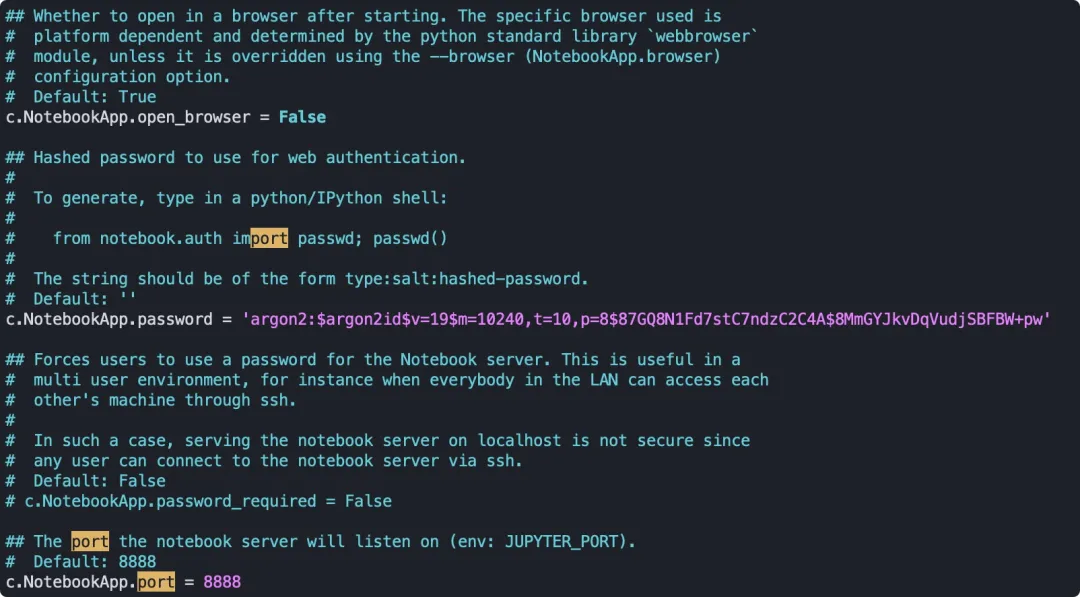 ## Whether to open in a browser after starting. The specific browser used is
#  platform dependent and determined by the python standard library `webbrowser`
#  module, unless it is overridden using the --browser (NotebookApp.browser)
#  configuration option.
#  Default: True
c.NotebookApp.open_browser = False
## Hashed password to use for web authentication.
#
#  To generate, type in a python/IPython shell:
#
#    from notebook.auth import passwd; passwd()
#
#  The string should be of the form type:salt:hashed-password.
#  Default: ''
c.NotebookApp.password = 'argon2:$argon2id$v=19$m=10240,t=10,p=8$87GQ8N1Fd7stC7ndzC2C4A$8MmGYJkvDqVudjSBFBW+pw'
## Forces users to use a password for the Notebook server. This is useful in a
#  multi user environment, for instance when everybody in the LAN can access each
#  other's machine through ssh.
#
#  In such a case, serving the notebook server on localhost is not secure since
#  any user can connect to the notebook server via ssh.
#  Default: False
# c.NotebookApp.password_required = False
## The port the notebook server will listen on (env: JUPYTER_PORT).
#  Default: 8888
c.NotebookApp.port = 8888